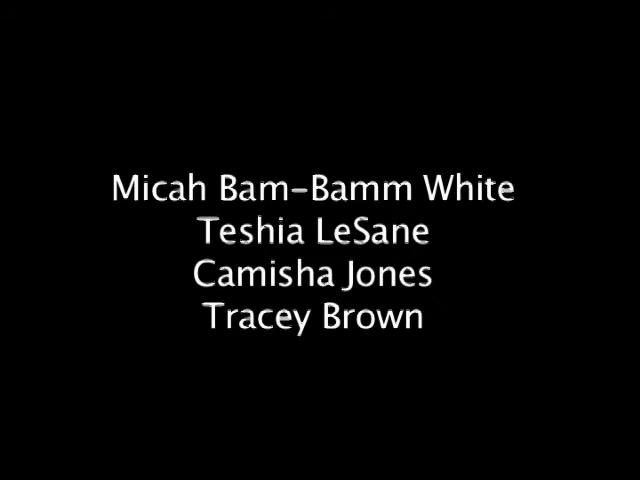 Micah Bam-Bamm White
Teshia LeSane
Camisha Jones
Tracey Brown